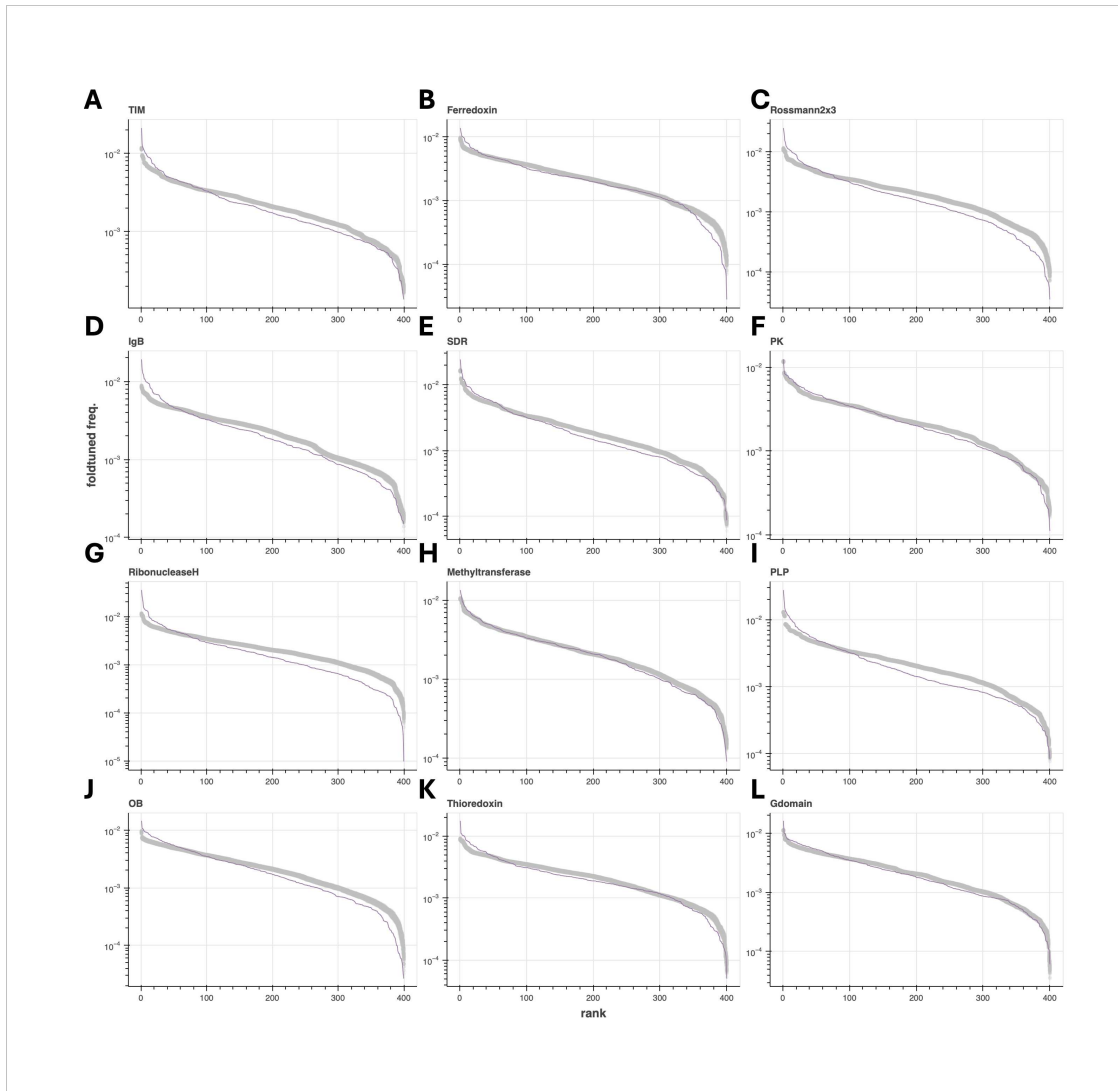 A B C
TIM Ferredoxin Rossmann2x3
10⁻² 10⁻² 10⁻²
10⁻³ 10⁻³ 10⁻³
10⁻⁴ 10⁻⁴
0 100 200 300 400 0 100 200 300 400 0 100 200 300 400
D E F
IgB SDR PK
10⁻² 10⁻² 10⁻²
foldtuned freq.
10⁻³ 10⁻³ 10⁻³
10⁻⁴ 10⁻⁴ 10⁻⁴
0 100 200 300 400 0 100 200 300 400 0 100 200 300 400
G H I
RibonucleaseH Methyltransferase PLP
10⁻² 10⁻² 10⁻²
10⁻³ 10⁻³ 10⁻³
10⁻⁴ 10⁻⁴ 10⁻⁴
10⁻⁵
0 100 200 300 400 0 100 200 300 400 0 100 200 300 400
J K L
OB Thioredoxin Gdomain
10⁻² 10⁻² 10⁻²
10⁻³ 10⁻³ 10⁻³
10⁻⁴ 10⁻⁴ 10⁻⁴
0 100 200 300 400 0 100 200 300 400 0 100 200 300 400
rank